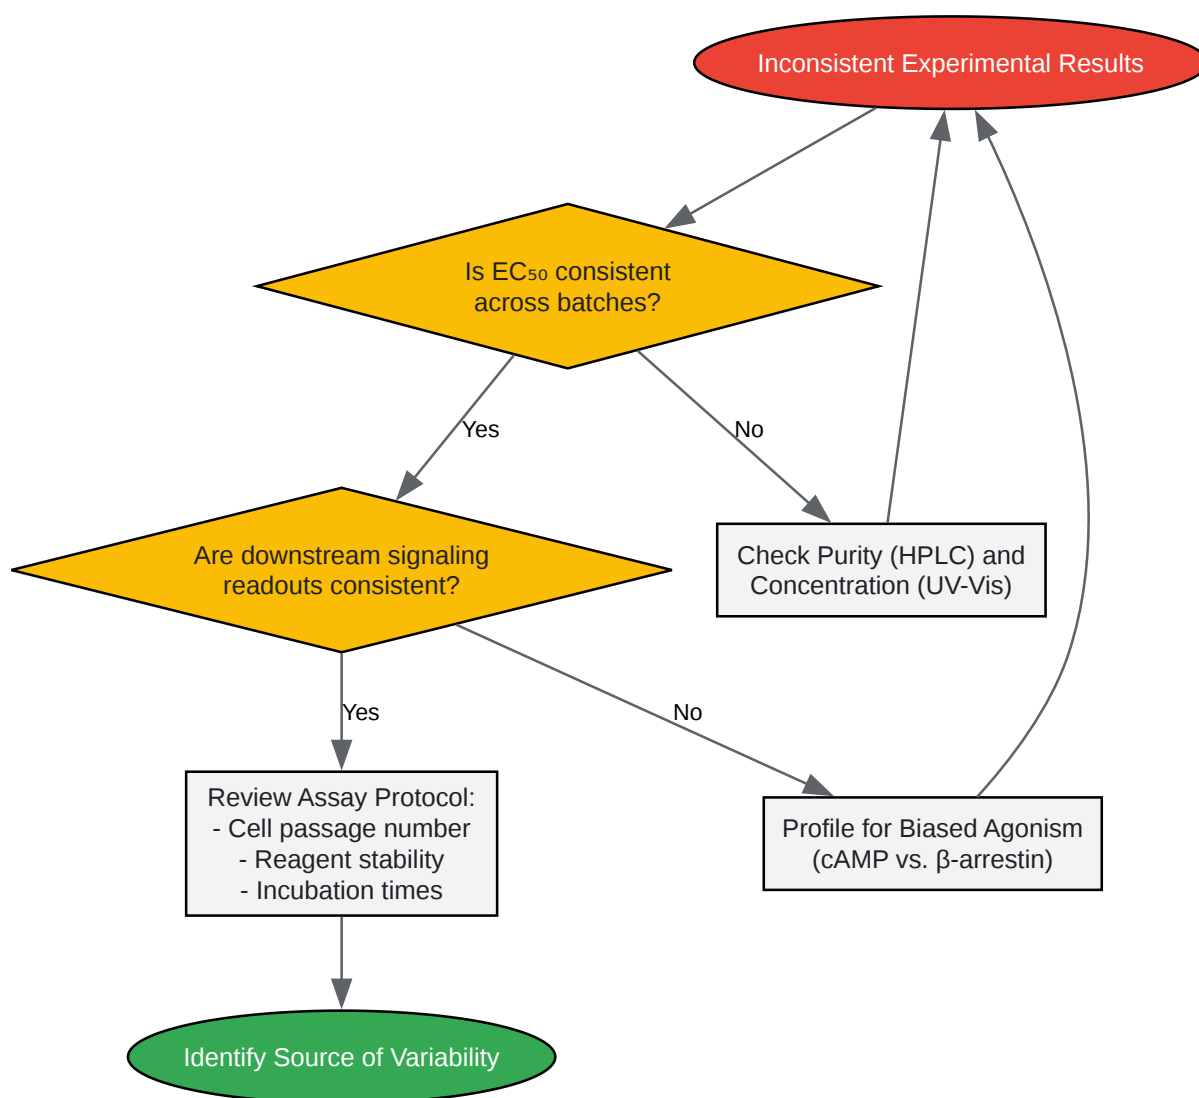 Inconsistent Experimental Results
Is EC₅₀ consistent
across batches?
Yes
No
Are downstream signaling
readouts consistent?
Check Purity (HPLC) and
Concentration (UV-Vis)
Yes
No
Review Assay Protocol:
- Cell passage number
- Reagent stability
- Incubation times
Profile for Biased Agonism
(cAMP vs. β-arrestin)
Identify Source of Variability